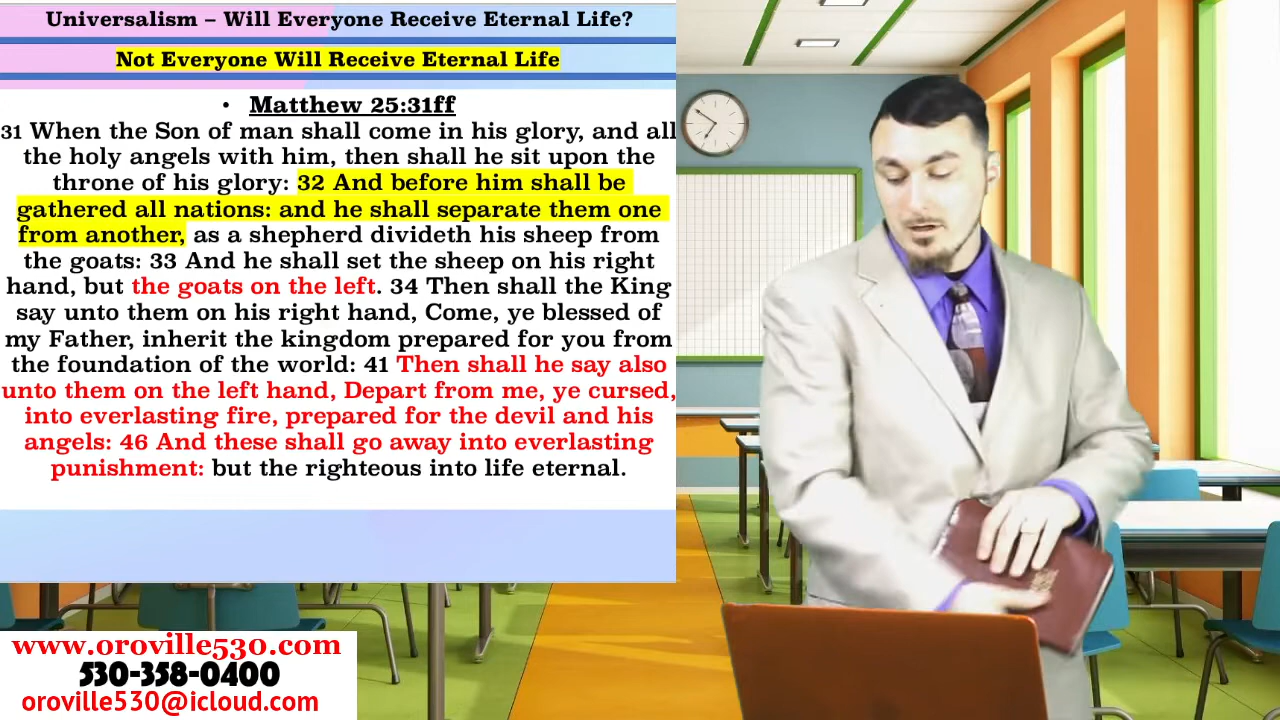 Universalism – Will Everyone Receive Eternal Life?
Not Everyone Will Receive Eternal Life
• Matthew 25:31ff
31 When the Son of man shall come in his glory, and all
the holy angels with him, then shall he sit upon the
throne of his glory: 32 And before him shall be
gathered all nations: and he shall separate them one
from another, as a shepherd divideth his sheep from
the goats: 33 And he shall set the sheep on his right
hand, but the goats on the left. 34 Then shall the King
say unto them on his right hand, Come, ye blessed of
my Father, inherit the kingdom prepared for you from
the foundation of the world: 41 Then shall he say also
unto them on the left hand, Depart from me, ye cursed,
into everlasting fire, prepared for the devil and his
angels: 46 And these shall go away into everlasting
punishment: but the righteous into life eternal.
www.oroville530.com
530-358-0400
oroville530@icloud.com